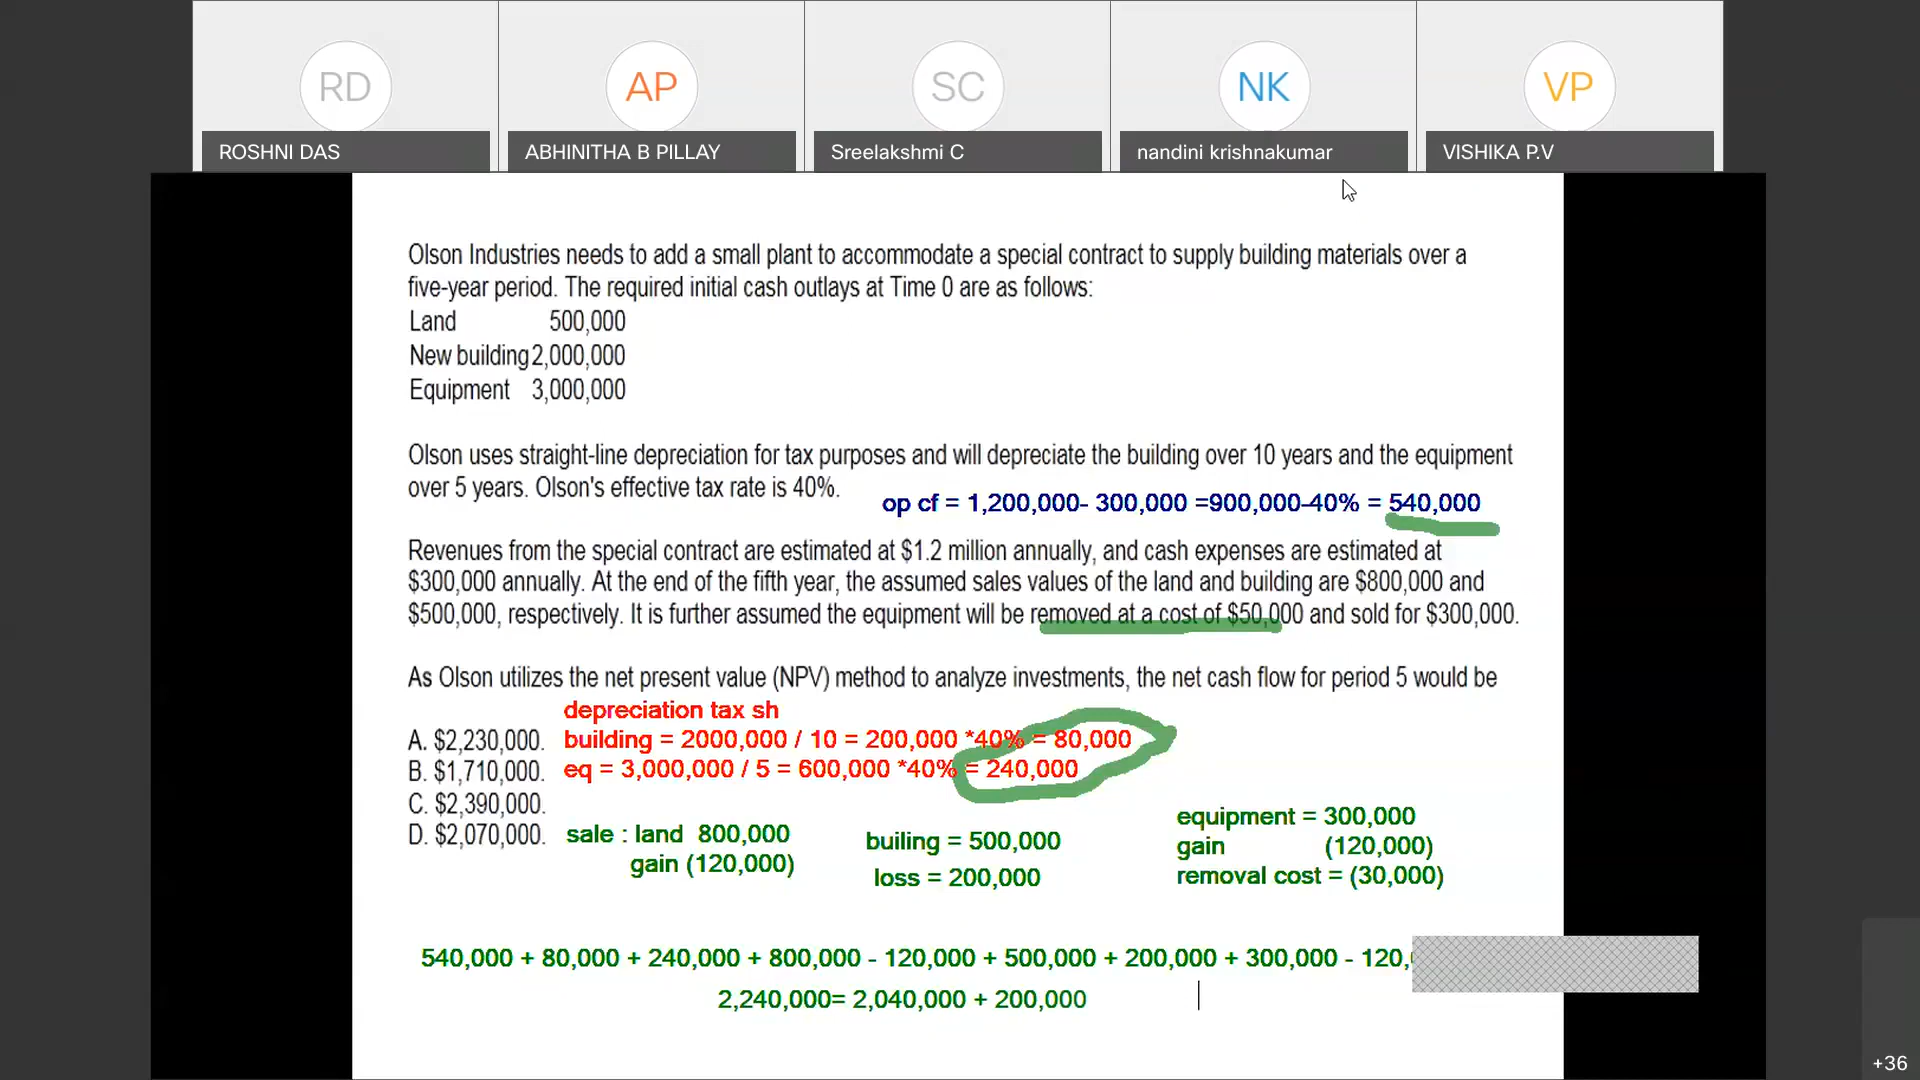 RD AP SC NK VP
ROSHNI DAS ABHINITHA B PILLAY Sreelakshmi C nandini krishnakumar VISHIKA P.V
Olson Industries needs to add a small plant to accommodate a special contract to supply building materials over a
five-year period. The required initial cash outlays at Time 0 are as follows:
Land 500,000
New building 2,000,000
Equipment 3,000,000
Olson uses straight-line depreciation for tax purposes and will depreciate the building over 10 years and the equipment
over 5 years. Olson's effective tax rate is 40%.
op cf = 1,200,000- 300,000 =900,000-40% = 540,000
Revenues from the special contract are estimated at $1.2 million annually, and cash expenses are estimated at
$300,000 annually. At the end of the fifth year, the assumed sales values of the land and building are $800,000 and
$500,000, respectively. It is further assumed the equipment will be removed at a cost of $50,000 and sold for $300,000.
As Olson utilizes the net present value (NPV) method to analyze investments, the net cash flow for period 5 would be
depreciation tax sh
A. $2,230,000. building = 2000,000 / 10 = 200,000 *40% = 80,000
B. $1,710,000. eq = 3,000,000 / 5 = 600,000 *40% = 240,000
C. $2,390,000.
D. $2,070,000.
sale : land 800,000
gain (120,000)
builing = 500,000
loss = 200,000
equipment = 300,000
gain (120,000)
removal cost = (30,000)
540,000 + 80,000 + 240,000 + 800,000 - 120,000 + 500,000 + 200,000 + 300,000 - 120,
2,240,000= 2,040,000 + 200,000
+36